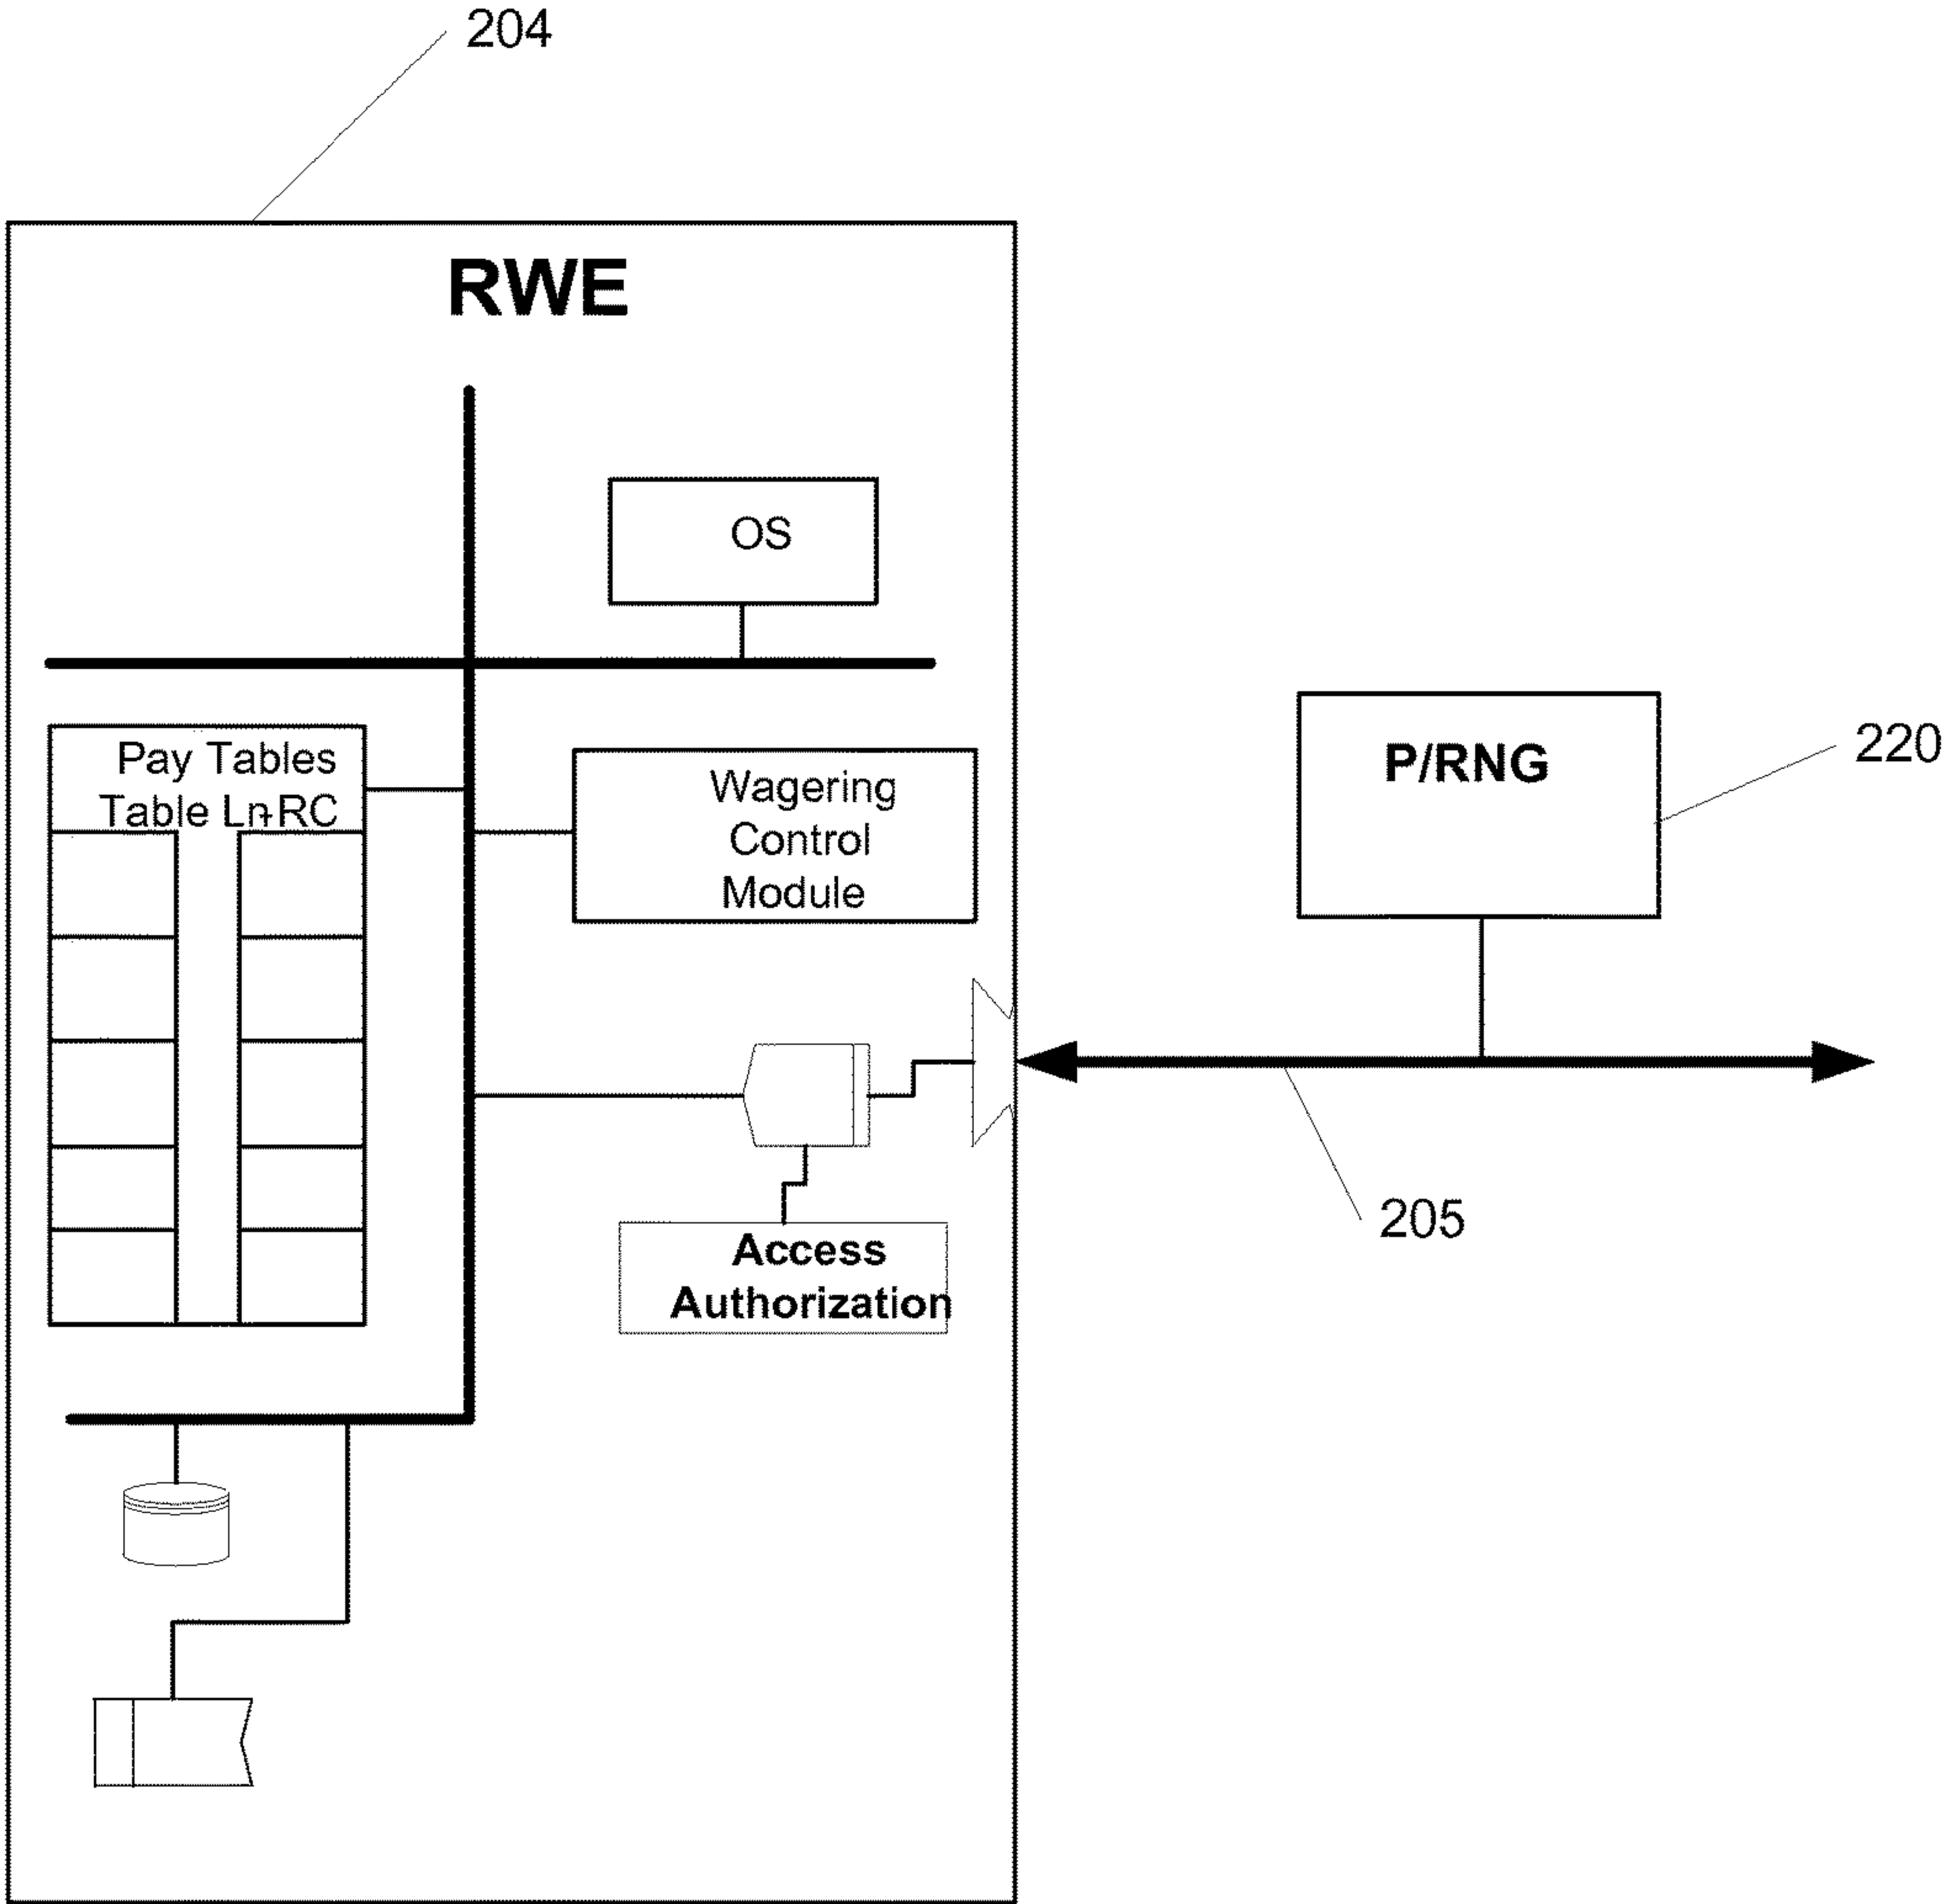 204
RWE
OS
Pay Tables
Table Ln-RC
Wagering
Control
Module
P/RNG
220
205
Access
Authorization